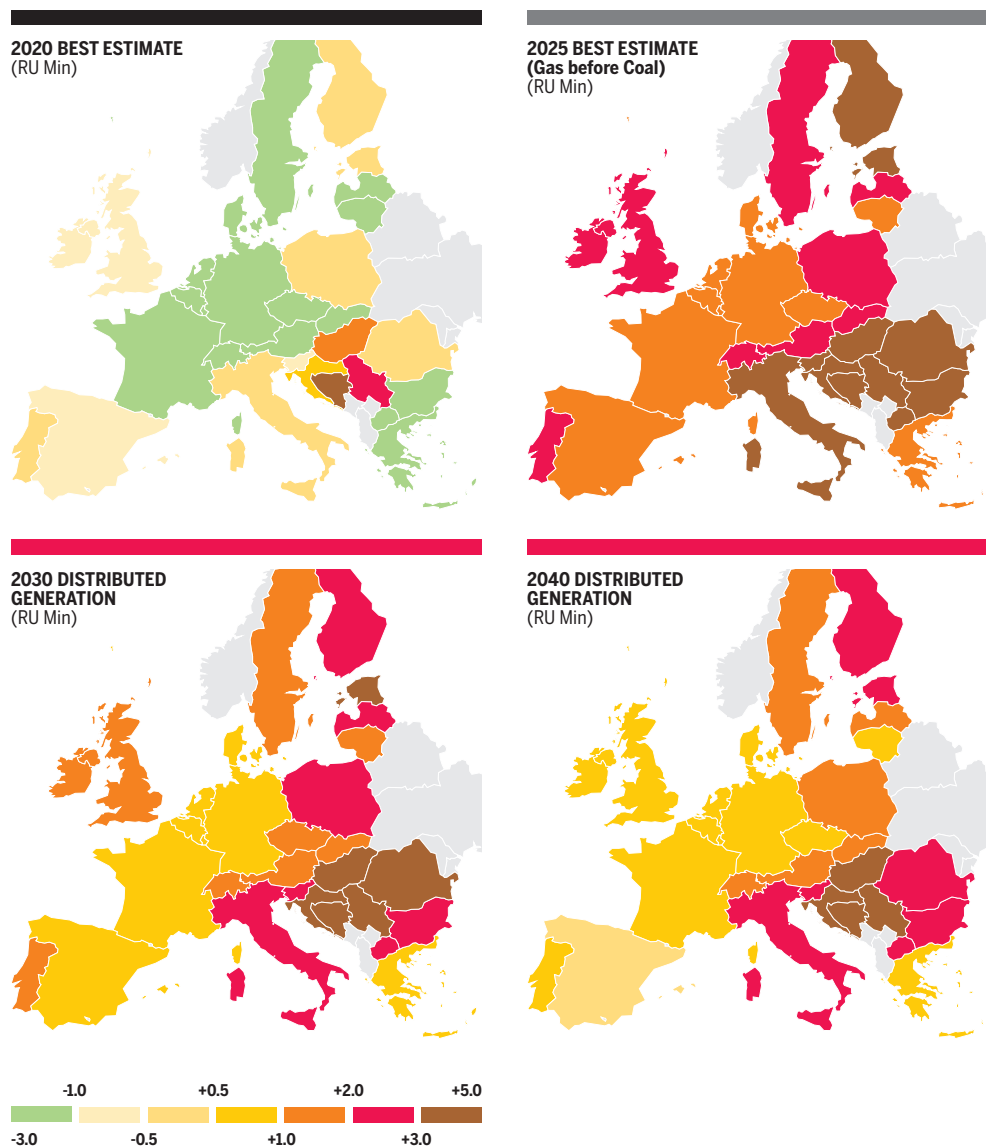 2020 BEST ESTIMATE
(RU Min)
2025 BEST ESTIMATE
(Gas before Coal)
(RU Min)
2030 DISTRIBUTED
GENERATION
(RU Min)
2040 DISTRIBUTED
GENERATION
(RU Min)
-1.0 +0.5 +2.0 +5.0
-3.0 -0.5 +1.0 +3.0